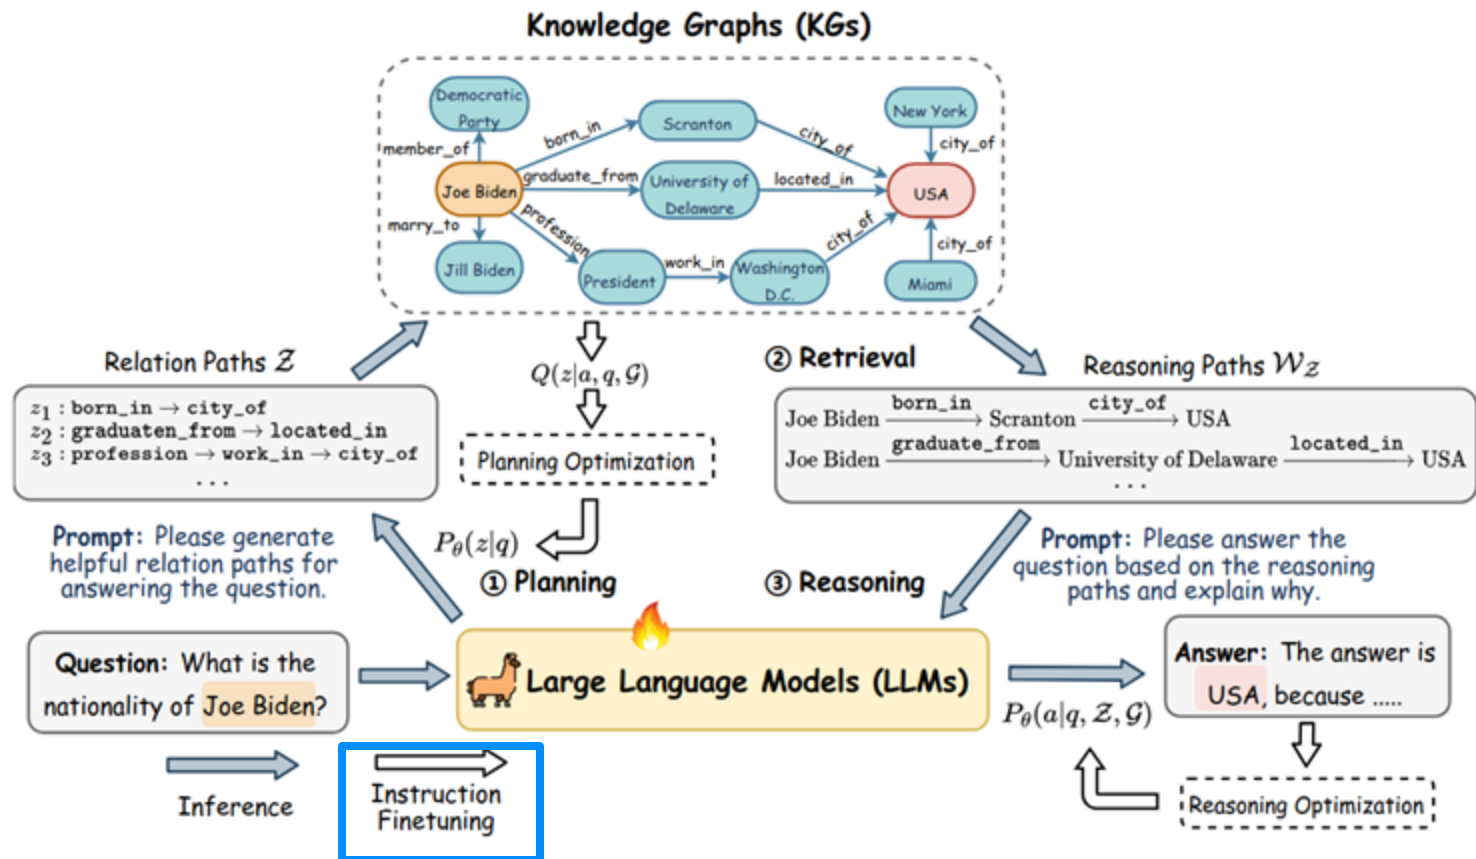 Knowledge Graphs (KGs)
Democratic
Party
member_of
born_in
Scranton
city_of
New York
city_of
Joe Biden
graduate_from
University of
Delaware
located_in
USA
marry_to
profession
Jill Biden
President
work_in
Washington
D.C.
city_of
city_of
Miami
Relation Paths 𝒵
z₁ : born_in → city_of
z₂ : graduaten_from → located_in
z₃ : profession → work_in → city_of
...
Q(z|a, q, 𝒢)
Planning Optimization
P_θ(z|q)
② Retrieval
Reasoning Paths 𝒲_𝒵
Joe Biden born_in→ Scranton city_of→ USA
Joe Biden graduate_from→ University of Delaware located_in→ USA
...
Prompt: Please generate
helpful relation paths for
answering the question.
① Planning
③ Reasoning
Prompt: Please answer the
question based on the reasoning
paths and explain why.
Question: What is the
nationality of Joe Biden?
Large Language Models (LLMs)
P_θ(a|q, 𝒵, 𝒢)
Answer: The answer is
USA, because .....
Inference
Instruction
Finetuning
Reasoning Optimization